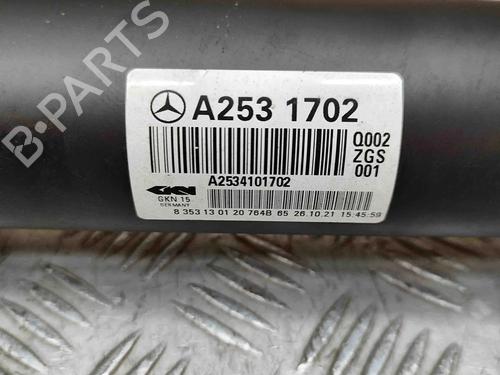 B-PARTS
A253 1702
Q002
ZGS
001
A2534101702
GKN
GKN 15
GERMANY
8 353 13 01 20 764B 65 26.10.21 15:45:59